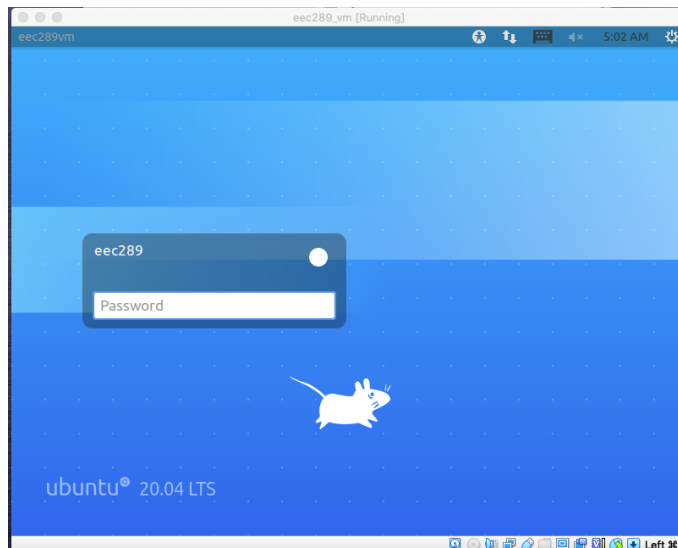 eec289_vm [Running]
eec289vm 5:02 AM
eec289
Password
ubuntu® 20.04 LTS
Left ⌘